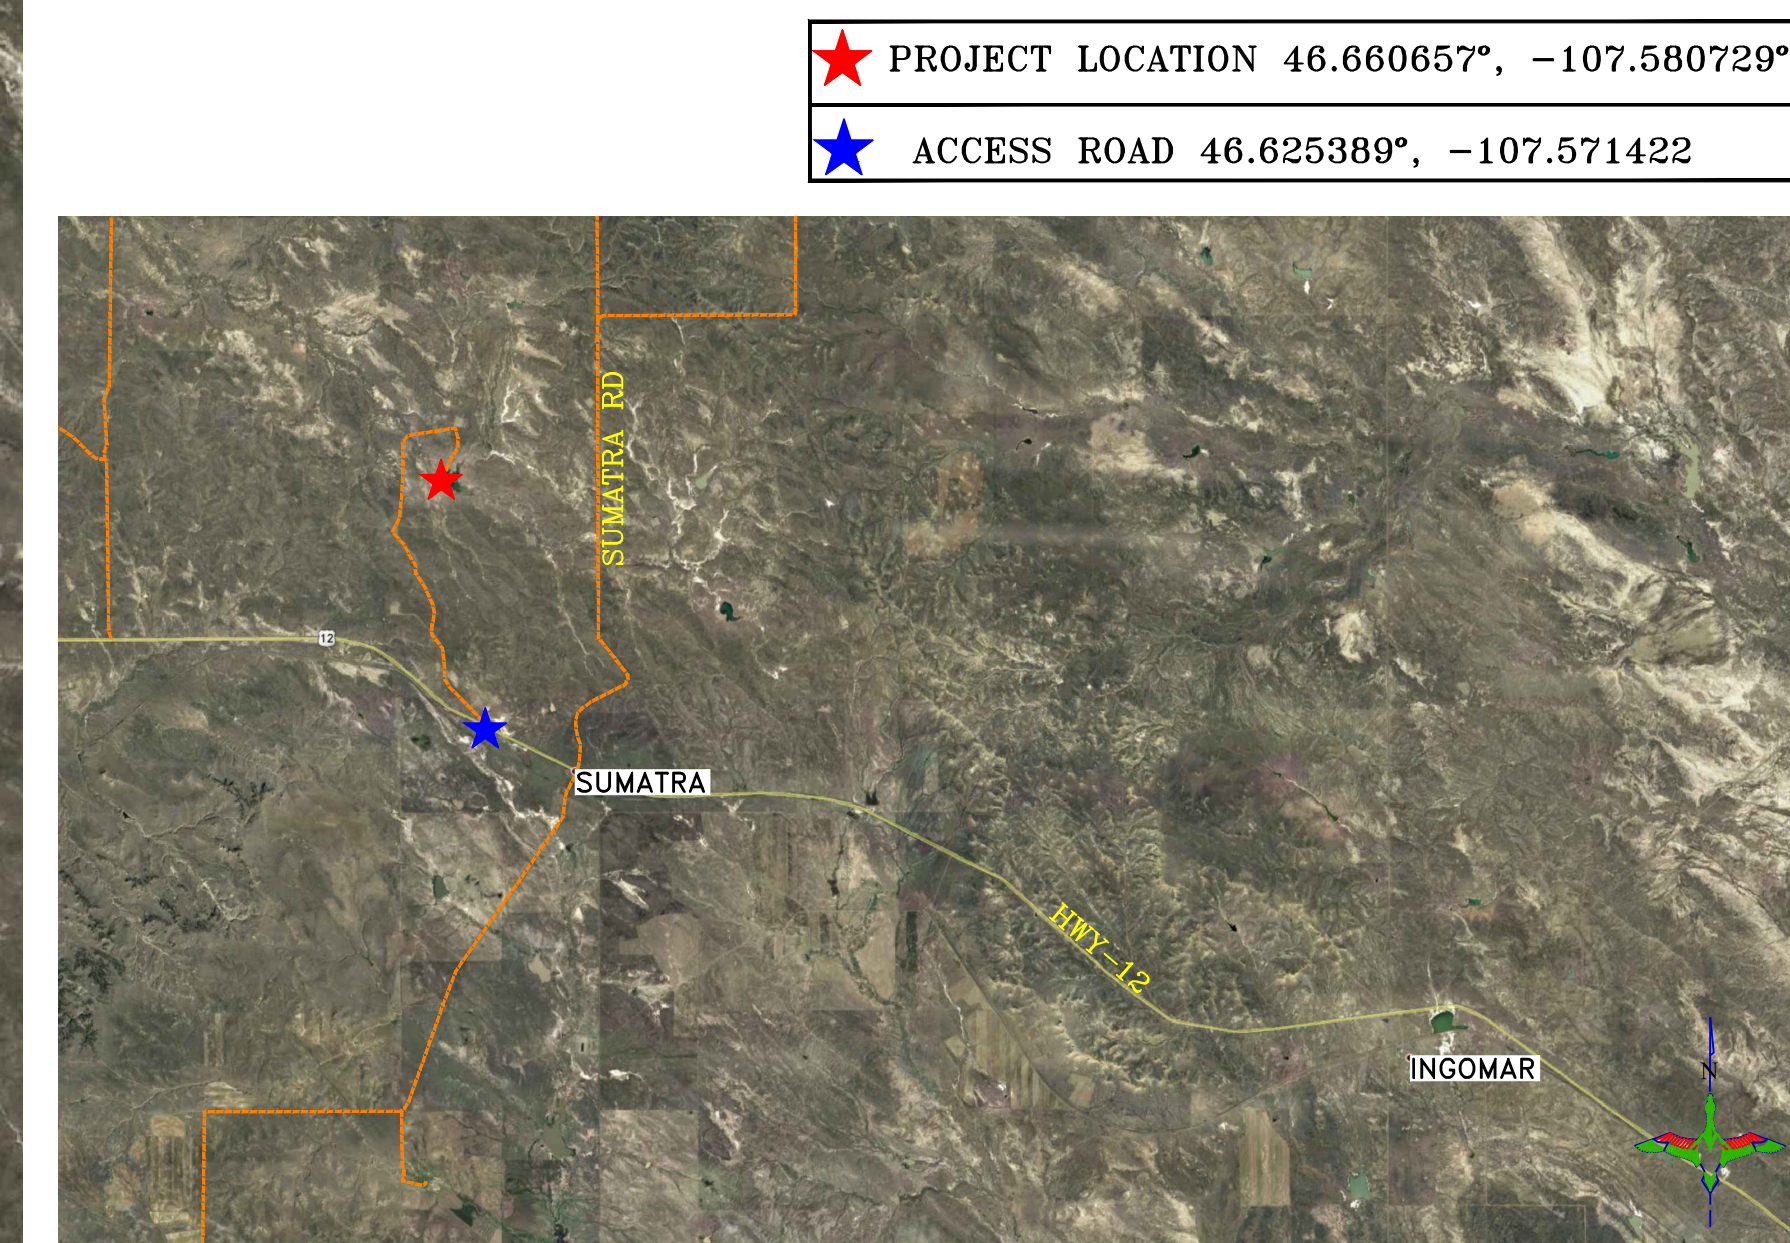 PROJECT LOCATION 46.660657°, -107.580729°
ACCESS ROAD 46.625389°, -107.571422
SUMATRA RD
12
SUMATRA
HWY-12
INGOMAR
N